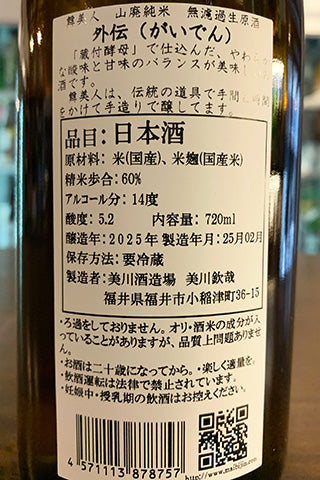 舞美人 山廃純米 無濾過生原酒
外伝（がいでん）
「蔵付酵母」で仕込んだ、やわらか
な酸味と甘味のバランスが美味しい
酒です。
舞美人は、伝統の道具で手間と時間
をかけて手造りで醸してます。
品目：日本酒
原材料：米(国産)、米麹(国産米)
精米歩合：60%
アルコール分：14度
酸度：5.2 内容量：720ml
醸造年：２０２５年 製造年月：25月02月
保存方法：要冷蔵
製造者：美川酒造場 美川欽哉
福井県福井市小稲津町36-15
・ろ過をしておりません。オリ・酒米の成分が入
っていることがありますが、品質上問題ありませ
ん。
・お酒は二十歳になってから。・楽しく適量を。
・飲酒運転は法律で禁止されています。
・妊娠中・授乳期の飲酒はお控えください。
4 571113 878757
http://www.maibijin.com